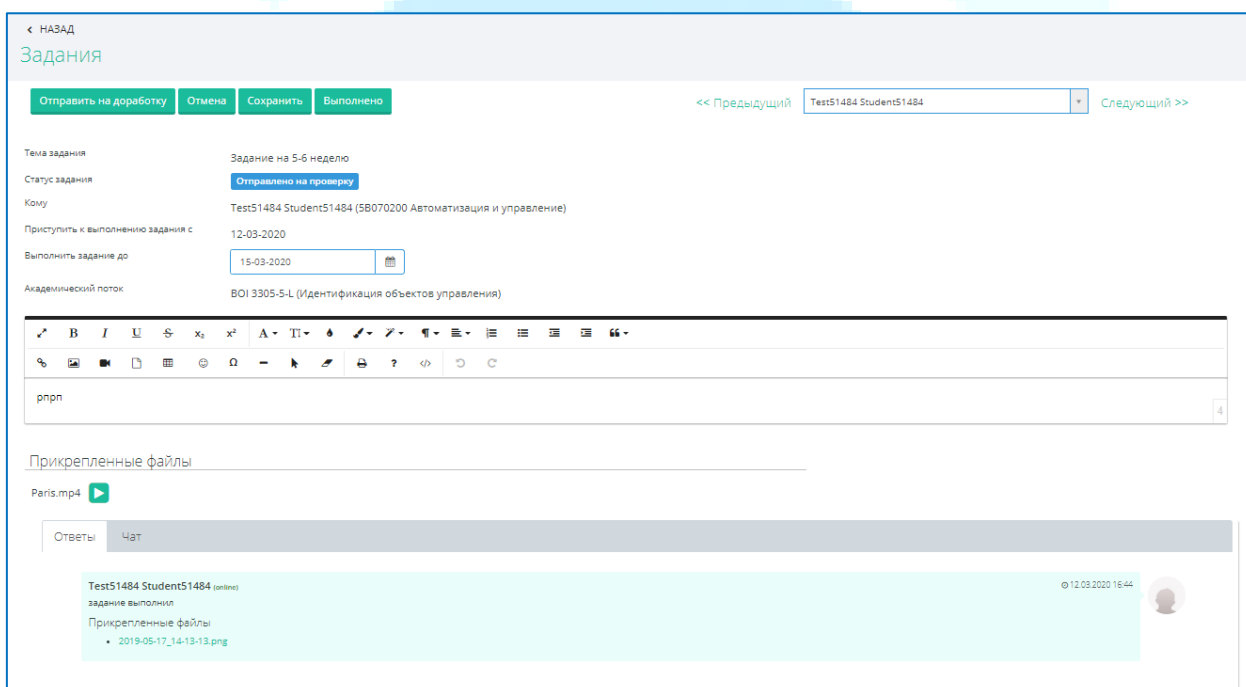 НАЗАД
Задания
Отправить на доработку Отмена Сохранить Выполнено << Предыдущий Test51484 Student51484 Следующий >>
Тема задания Задание на 5-6 неделю
Статус задания Отправлено на проверку
Кому Test51484 Student51484 (5B070200 Автоматизация и управление)
Приступить к выполнению задания с 12-03-2020
Выполнить задание до 15-03-2020
Академический поток BOI 3305-5-L (Идентификация объектов управления)
рпрп
4
Прикрепленные файлы
Paris.mp4
Ответы Чат
Test51484 Student51484 (online) 12.03.2020 16:44
задание выполнил
Прикрепленные файлы
• 2019-05-17_14-13-13.png